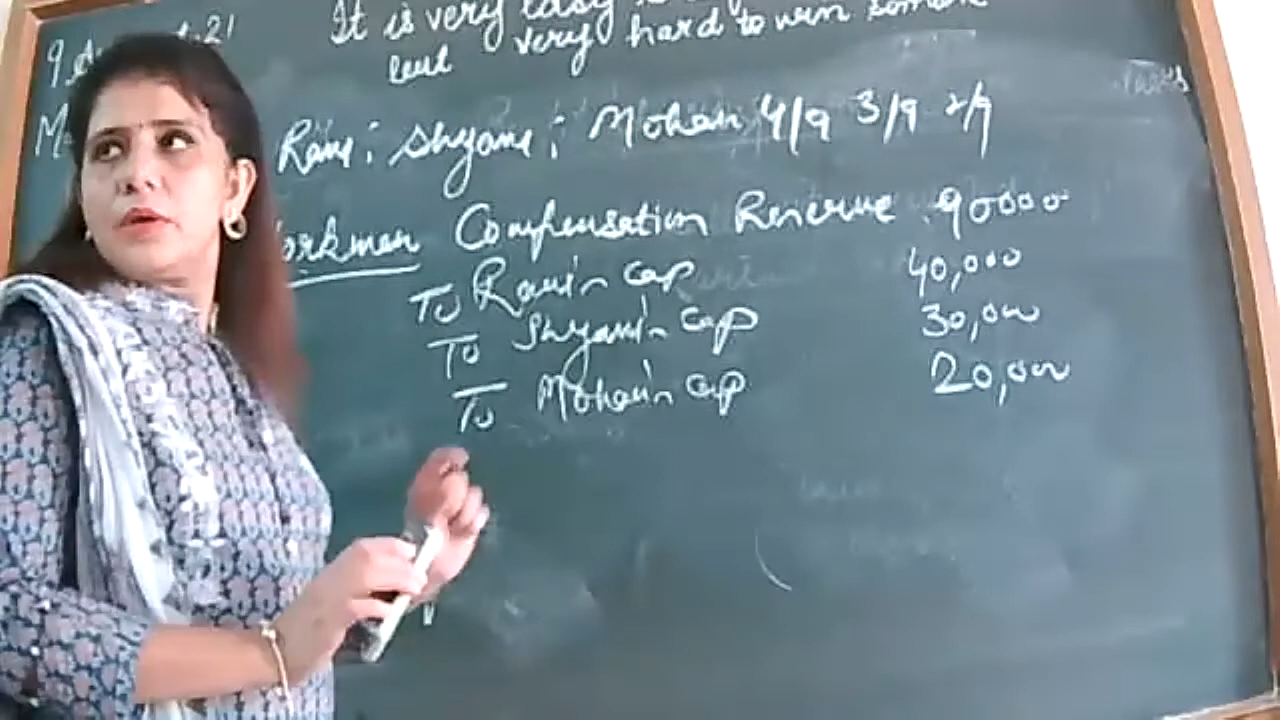 It is very easy
but very hard to win
Ram; Shyam; Mohan 4/9 3/9 2/9
Compensation Reserve 90000
To Ram's cap 40,000
To Shyam's cap 30,000
To Mohan's cap 20,000